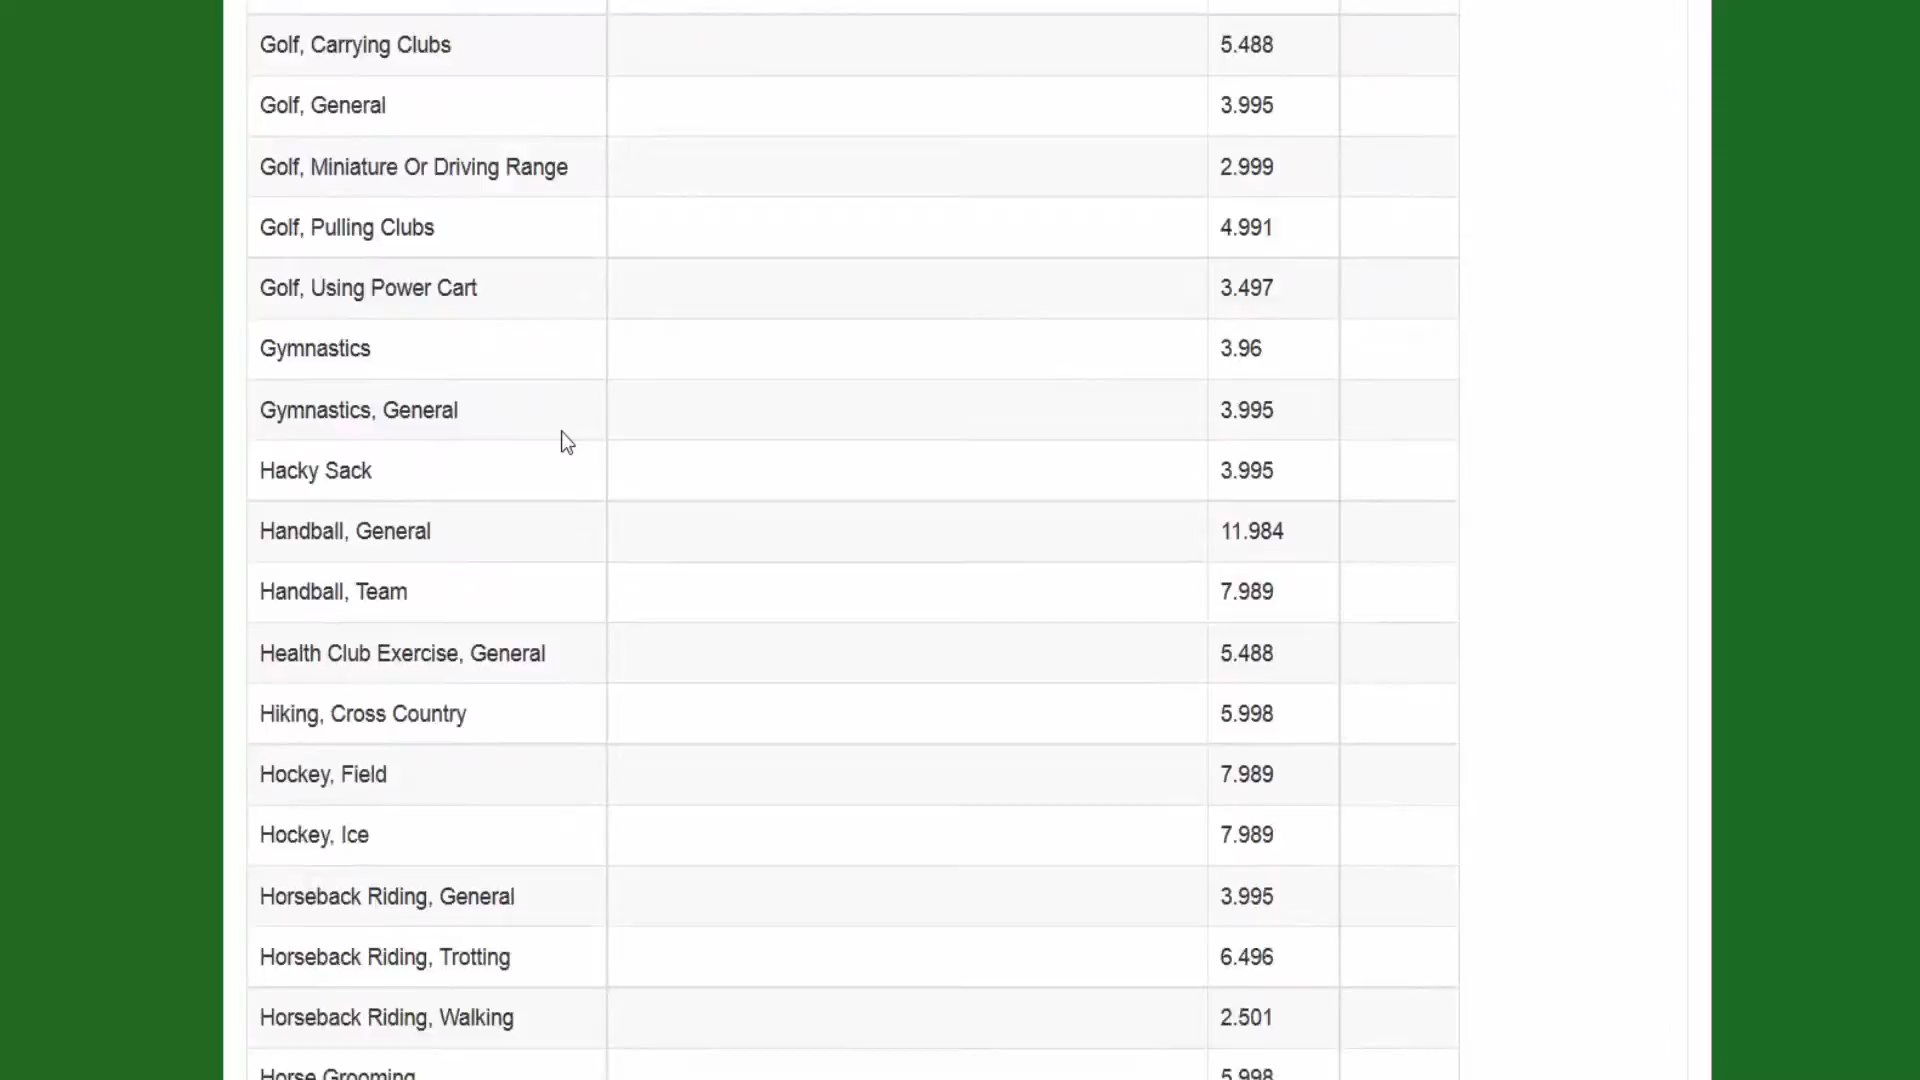 Golf, Carrying Clubs 5.488
Golf, General 3.995
Golf, Miniature Or Driving Range 2.999
Golf, Pulling Clubs 4.991
Golf, Using Power Cart 3.497
Gymnastics 3.96
Gymnastics, General 3.995
Hacky Sack 3.995
Handball, General 11.984
Handball, Team 7.989
Health Club Exercise, General 5.488
Hiking, Cross Country 5.998
Hockey, Field 7.989
Hockey, Ice 7.989
Horseback Riding, General 3.995
Horseback Riding, Trotting 6.496
Horseback Riding, Walking 2.501
Horse Grooming 5.998